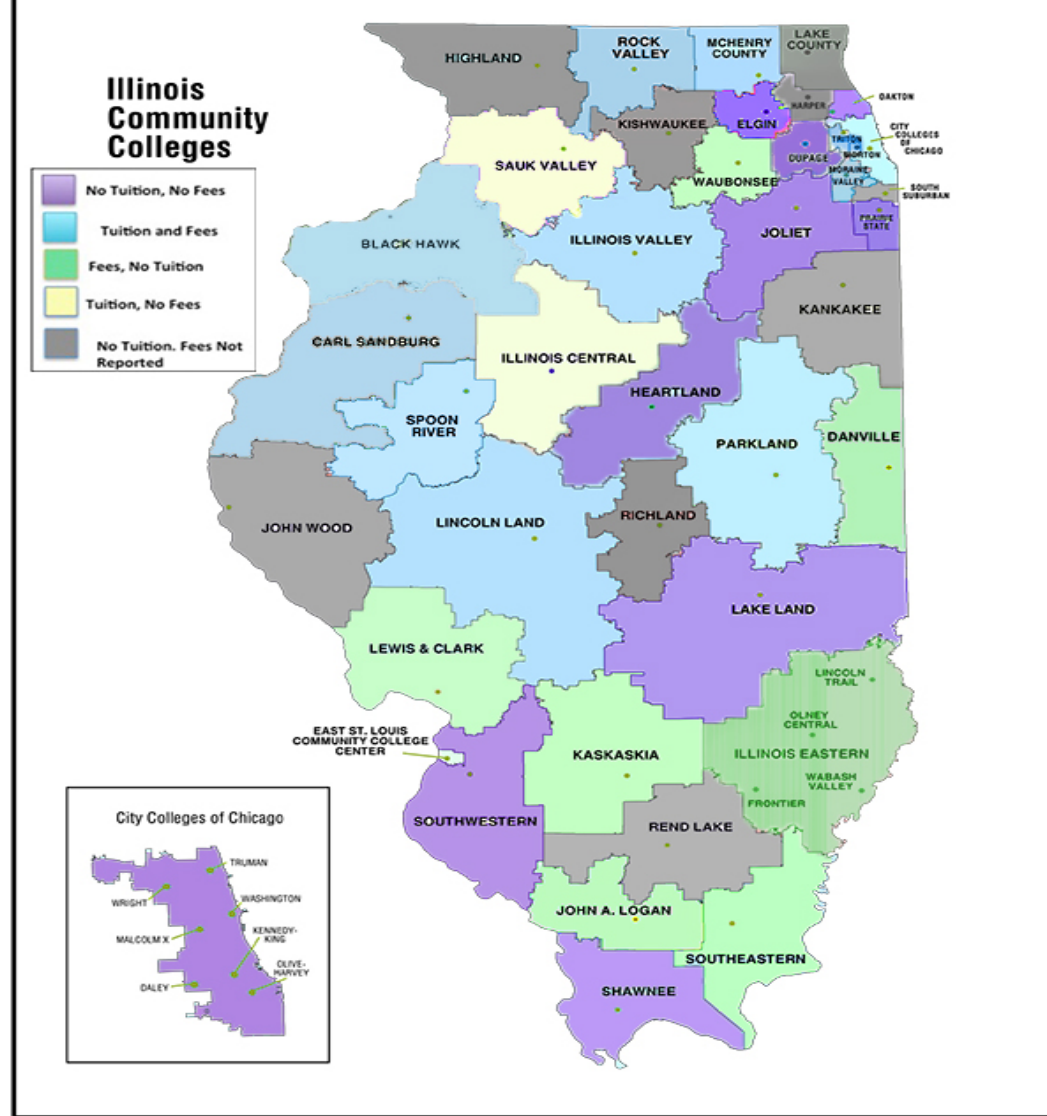 Illinois
Community
Colleges
No Tuition, No Fees
Tuition and Fees
Fees, No Tuition
Tuition, No Fees
No Tuition. Fees Not
Reported
HIGHLAND
ROCK
VALLEY
MCHENRY
COUNTY
LAKE
COUNTY
KISHWAUKEE
ELGIN
HARPER
OAKTON
CITY
COLLEGES
OF
CHICAGO
TRITON
MORTON
DUPAGE
MORAINE
VALLEY
SOUTH
SUBURBAN
PRAIRIE
STATE
SAUK VALLEY
WAUBONSEE
BLACK HAWK
ILLINOIS VALLEY
JOLIET
KANKAKEE
CARL SANDBURG
ILLINOIS CENTRAL
HEARTLAND
SPOON
RIVER
PARKLAND
DANVILLE
JOHN WOOD
LINCOLN LAND
RICHLAND
LAKE LAND
LEWIS & CLARK
LINCOLN
TRAIL
OLNEY
CENTRAL
ILLINOIS EASTERN
WABASH
VALLEY
FRONTIER
EAST ST. LOUIS
COMMUNITY COLLEGE
CENTER
KASKASKIA
SOUTHWESTERN
REND LAKE
JOHN A. LOGAN
SOUTHEASTERN
SHAWNEE
City Colleges of Chicago
TRUMAN
WRIGHT
WASHINGTON
MALCOLM X
KENNEDY-
KING
OLIVE-
HARVEY
DALEY